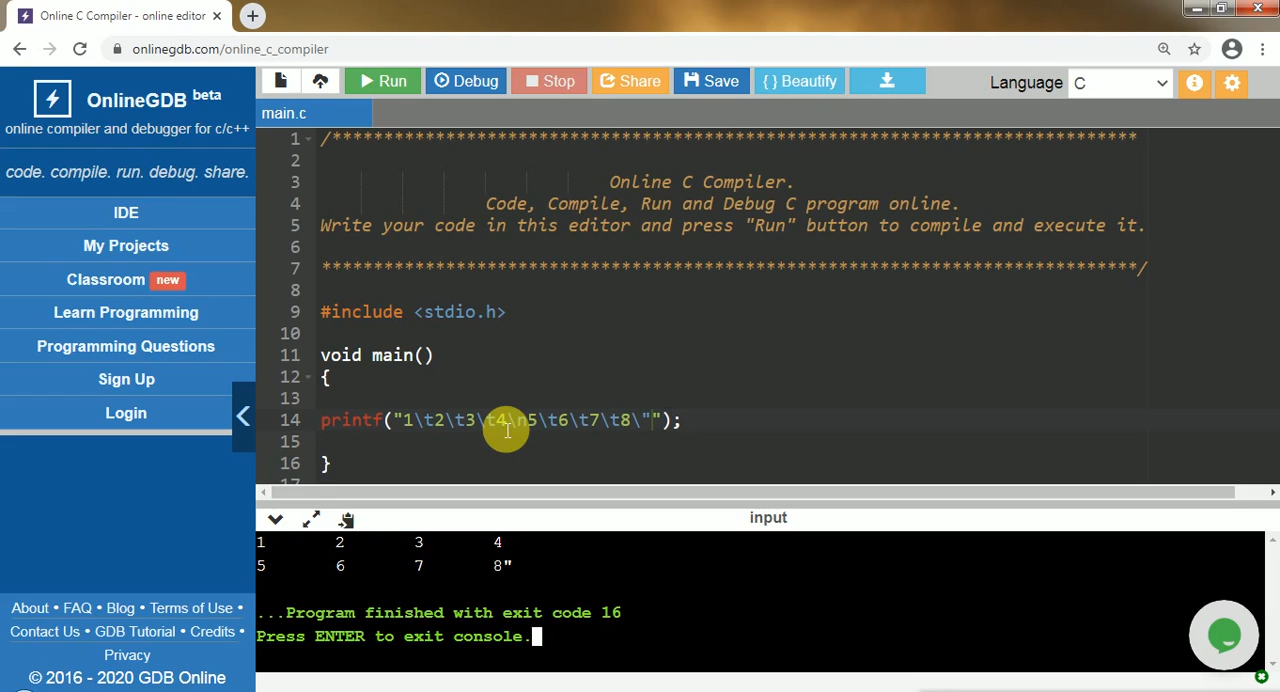 Online C Compiler - online editor
onlinegdb.com/online_c_compiler
OnlineGDB beta
online compiler and debugger for c/c++
code. compile. run. debug. share.
IDE
My Projects
Classroom new
Learn Programming
Programming Questions
Sign Up
Login
About • FAQ • Blog • Terms of Use •
Contact Us • GDB Tutorial • Credits •
Privacy
© 2016 - 2020 GDB Online
Run Debug Stop Share Save { } Beautify Language C
main.c
1 /******************************************************************************
2
3 Online C Compiler.
4 Code, Compile, Run and Debug C program online.
5 Write your code in this editor and press "Run" button to compile and execute it.
6
7 *******************************************************************************/
8
9 #include <stdio.h>
10
11 void main()
12 {
13
14 printf("1\t2\t3\t4\n5\t6\t7\t8\"");
15
16 }
17
input
1 2 3 4
5 6 7 8"
...Program finished with exit code 16
Press ENTER to exit console.